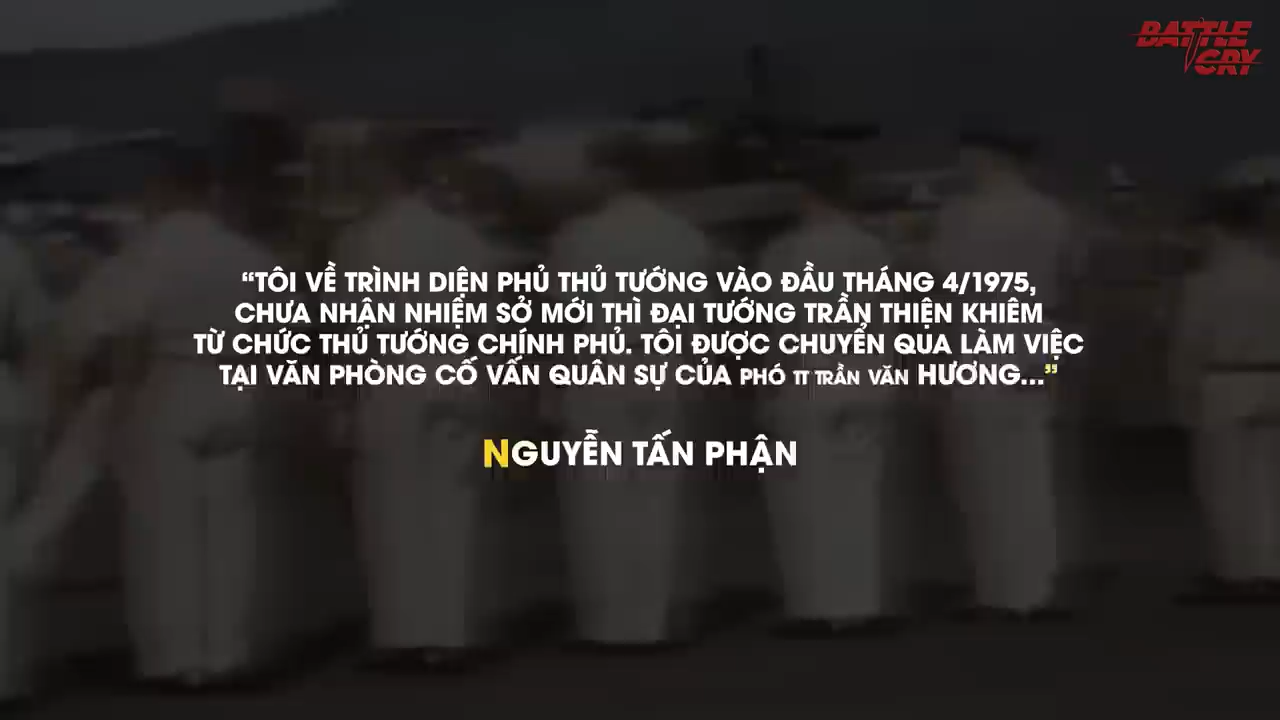 BATTLE
CRY
“TÔI VỀ TRÌNH DIỆN PHỦ THỦ TƯỚNG VÀO ĐẦU THÁNG 4/1975,
CHƯA NHẬN NHIỆM SỞ MỚI THÌ ĐẠI TƯỚNG TRẦN THIỆN KHIÊM
TỪ CHỨC THỦ TƯỚNG CHÍNH PHỦ. TÔI ĐƯỢC CHUYỂN QUA LÀM VIỆC
TẠI VĂN PHÒNG CỐ VẤN QUÂN SỰ CỦA PHÓ TT TRẦN VĂN HƯƠNG...”
NGUYỄN TẤN PHẬN